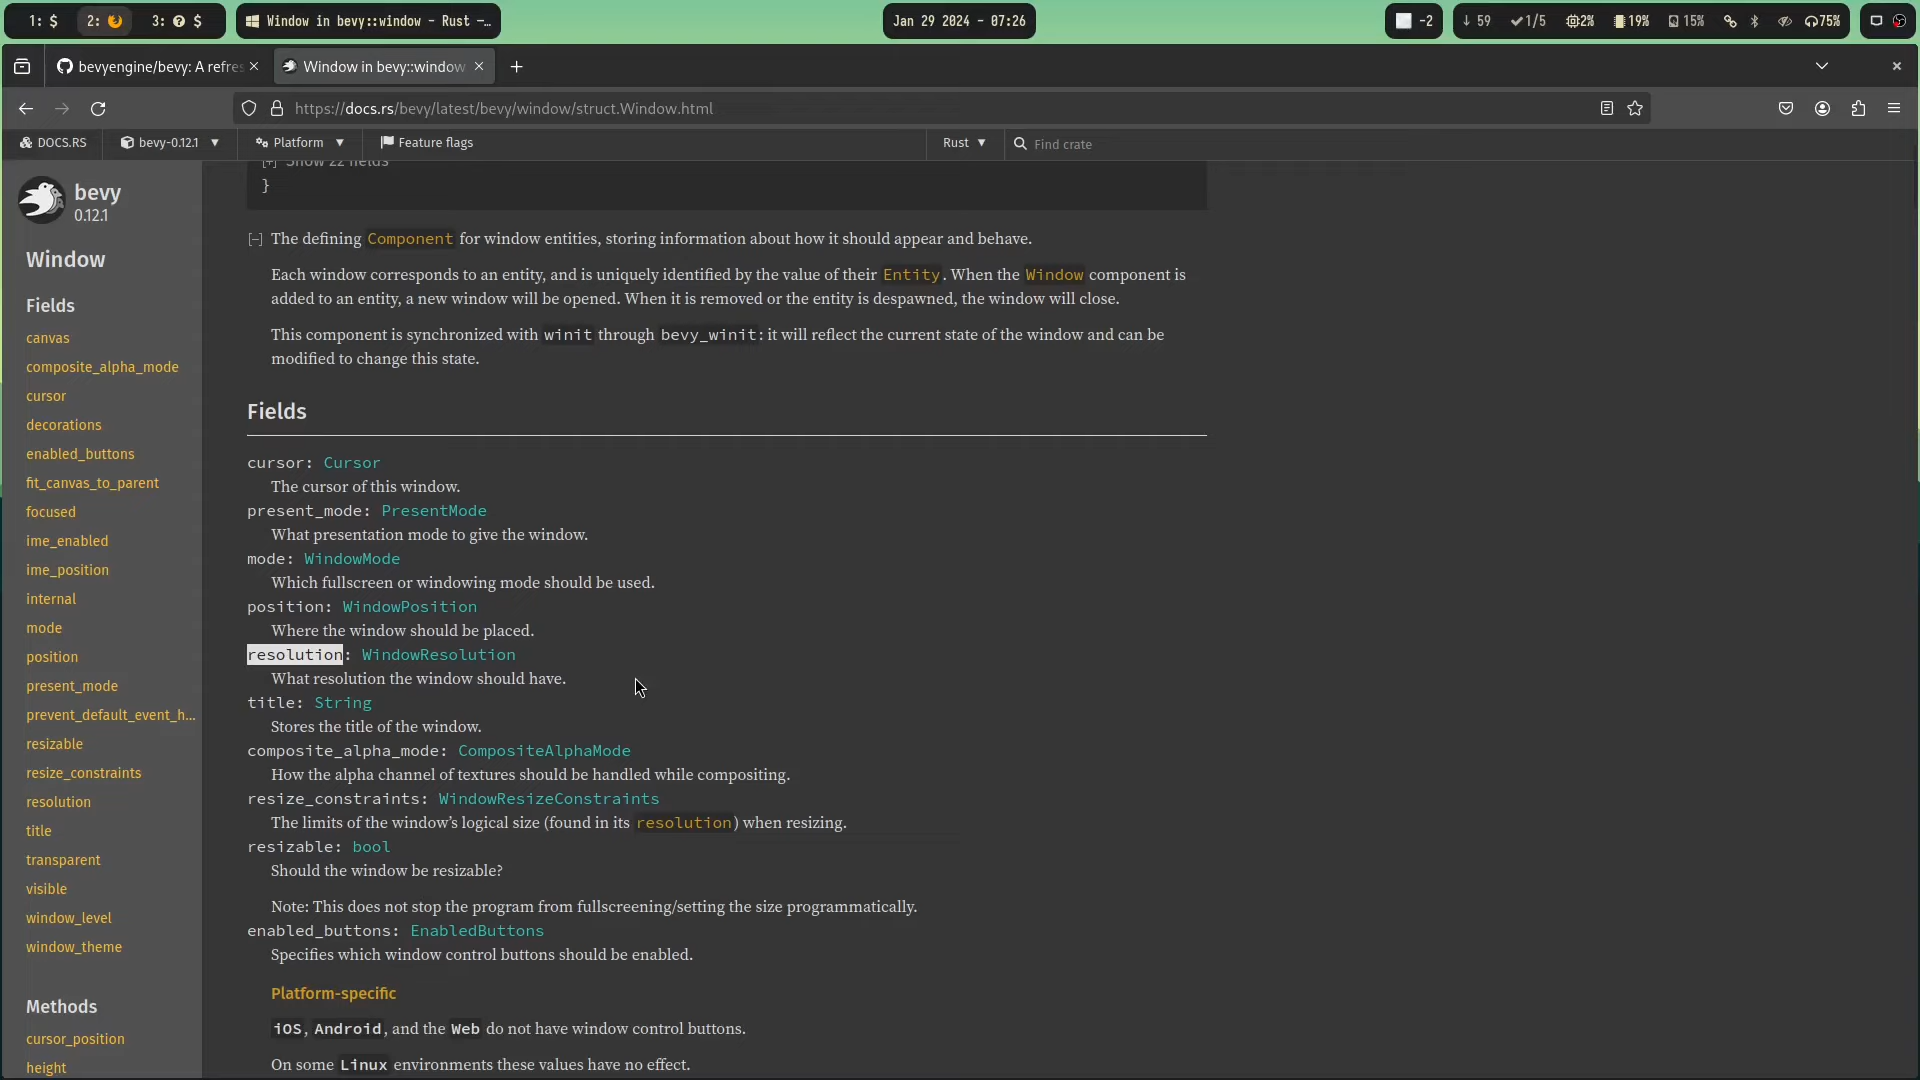 1: $ 2: 3: $ Window in bevy::window - Rust —… Jan 29 2024 - 07:26 -2 ↓ 59 ✓1/5 2% 19% 15% 75%
bevyengine/bevy: A refres × Window in bevy::window × +
https://docs.rs/bevy/latest/bevy/window/struct.Window.html
DOCS.RS bevy-0.12.1 ▼ Platform ▼ Feature flags Rust ▼ Find crate
[+] Show 22 fields
}
bevy
0.12.1
Window
Fields
canvas
composite_alpha_mode
cursor
decorations
enabled_buttons
fit_canvas_to_parent
focused
ime_enabled
ime_position
internal
mode
position
present_mode
prevent_default_event_h...
resizable
resize_constraints
resolution
title
transparent
visible
window_level
window_theme
Methods
cursor_position
height
[−] The defining Component for window entities, storing information about how it should appear and behave.
Each window corresponds to an entity, and is uniquely identified by the value of their Entity. When the Window component is
added to an entity, a new window will be opened. When it is removed or the entity is despawned, the window will close.
This component is synchronized with winit through bevy_winit: it will reflect the current state of the window and can be
modified to change this state.
Fields
cursor: Cursor
The cursor of this window.
present_mode: PresentMode
What presentation mode to give the window.
mode: WindowMode
Which fullscreen or windowing mode should be used.
position: WindowPosition
Where the window should be placed.
resolution: WindowResolution
What resolution the window should have.
title: String
Stores the title of the window.
composite_alpha_mode: CompositeAlphaMode
How the alpha channel of textures should be handled while compositing.
resize_constraints: WindowResizeConstraints
The limits of the window’s logical size (found in its resolution) when resizing.
resizable: bool
Should the window be resizable?
Note: This does not stop the program from fullscreening/setting the size programmatically.
enabled_buttons: EnabledButtons
Specifies which window control buttons should be enabled.
Platform-specific
iOS, Android, and the Web do not have window control buttons.
On some Linux environments these values have no effect.